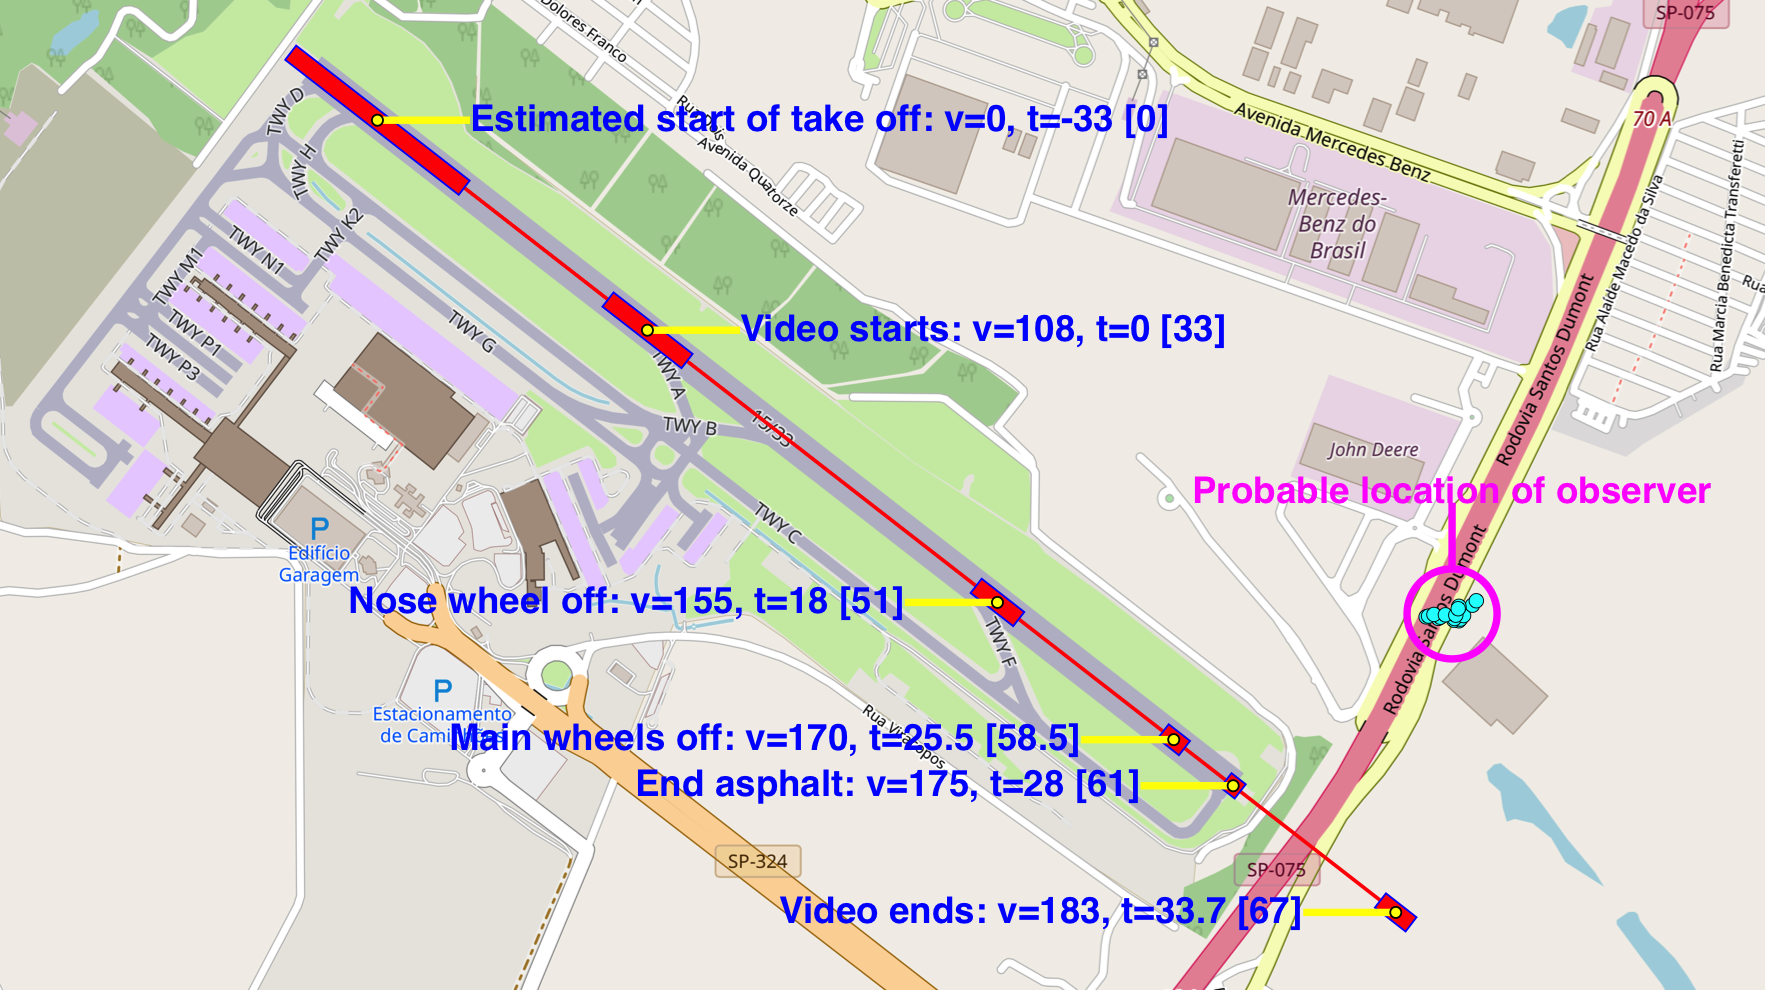 SP-075
Dolores Franco
Estimated start of take off: v=0, t=-33 [0]
Avenida Quatorze
Avenida Mercedes Benz
70 A
TWY D
TWY H
TWY K2
TWY N1
TWY M1
TWY P1
TWY P3
TWY G
Mercedes-
Benz do
Brasil
Rua Alaíde Macedo da Silva
Rua Marcia Benedicta Transferetti
Rua
Video starts: v=108, t=0 [33]
TWY A
TWY B
15/33
Rodovia Santos Dumont
John Deere
Probable location of observer
P
Edifício
Garagem
TWY C
Nose wheel off: v=155, t=18 [51]
TWY F
P
Estacionamento
de Caminhões
Rua Viracopos
Main wheels off: v=170, t=25.5 [58.5]
End asphalt: v=175, t=28 [61]
Rodovia Santos Dumont
SP-324
SP-075
Video ends: v=183, t=33.7 [67]